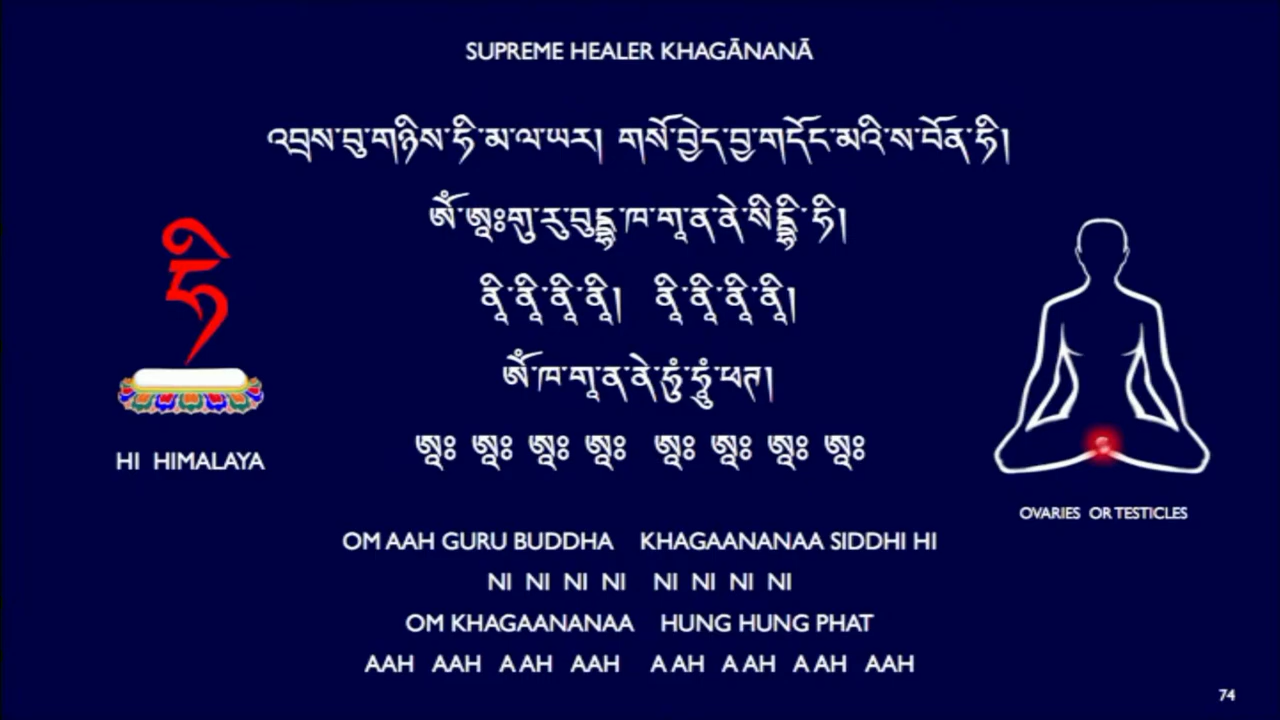 SUPREME HEALER KHAGĀNANĀ
འབྲས་བུ་གཉིས་ཧི་མ་ལ་ཡར། གསོ་བྱེད་བྱ་གདོང་མའི་ས་བོན་ཧི།
ཨོཾ་ཨཱཿགུ་རུ་བུདྡྷ་ཁ་གཱ་ན་ནེ་སིདྡྷི་ཧི།
ནཱི་ནཱི་ནཱི་ནཱི། ནཱི་ནཱི་ནཱི་ནཱི།
ཨོཾ་ཁ་གཱ་ན་ནེ་ཧུཾ་ཧཱུཾ་ཕཊ།
ཨཱཿ ཨཱཿ ཨཱཿ ཨཱཿ ཨཱཿ ཨཱཿ ཨཱཿ ཨཱཿ
ཧི
HI HIMALAYA
OVARIES OR TESTICLES
OM AAH GURU BUDDHA KHAGAANANAA SIDDHI HI
NI NI NI NI NI NI NI NI
OM KHAGAANANAA HUNG HUNG PHAT
AAH AAH A AH AAH A AH A AH A AH AAH
74